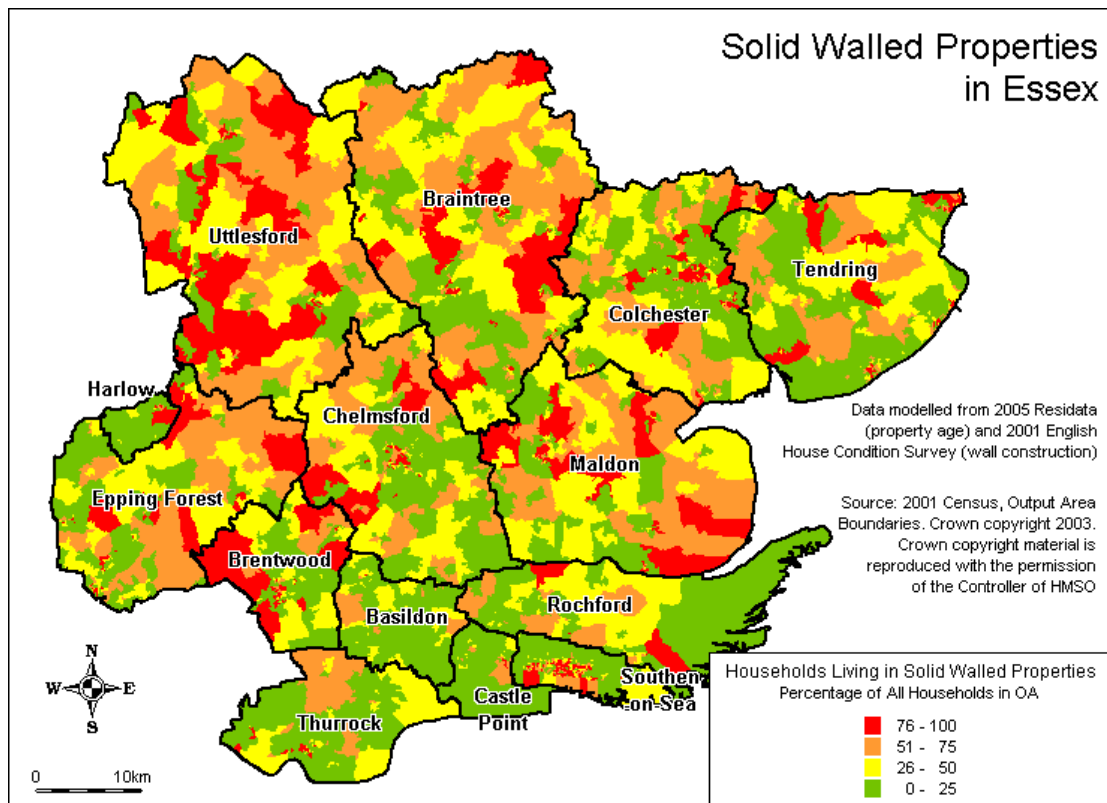 Solid Walled Properties
in Essex
Braintree
Uttlesford
Tendring
Colchester
Harlow
Chelmsford
Data modelled from 2005 Residata
(property age) and 2001 English
House Condition Survey (wall construction)
Maldon
Epping Forest
Source: 2001 Census, Output Area
Boundaries. Crown copyright 2003.
Crown copyright material is
reproduced with the permission
of the Controller of HMSO
Brentwood
Basildon
Rochford
N
W
E
S
Castle
Point
Southen
-on-Sea
Thurrock
0 10km
Households Living in Solid Walled Properties
Percentage of All Households in OA
76 - 100
51 - 75
26 - 50
0 - 25